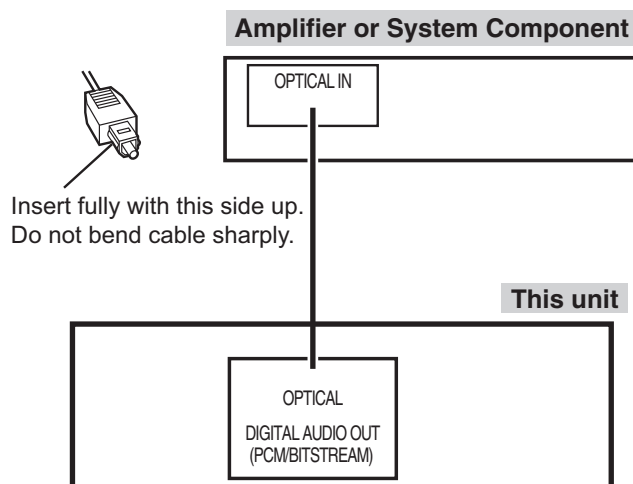 Amplifier or System Component
OPTICAL IN
Insert fully with this side up.
Do not bend cable sharply.
This unit
OPTICAL
DIGITAL AUDIO OUT
(PCM/BITSTREAM)